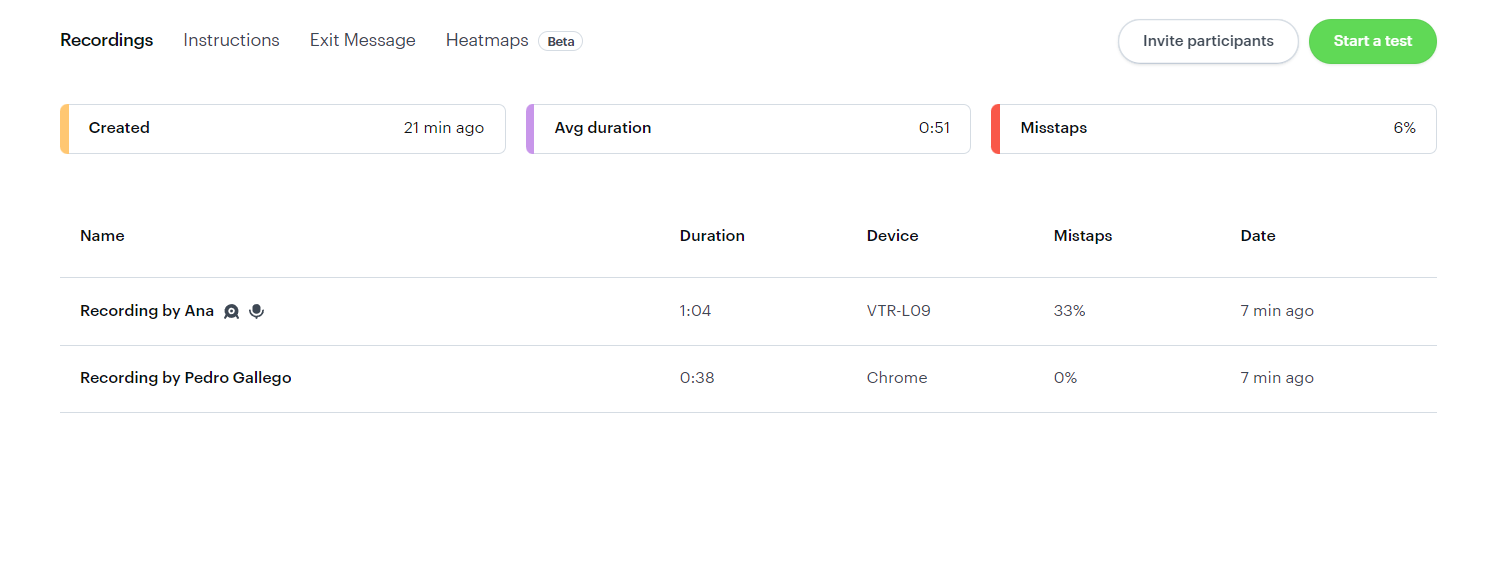 Recordings Instructions Exit Message Heatmaps Beta Invite participants Start a test
Created 21 min ago Avg duration 0:51 Misstaps 6%
Name Duration Device Mistaps Date
Recording by Ana 1:04 VTR-L09 33% 7 min ago
Recording by Pedro Gallego 0:38 Chrome 0% 7 min ago